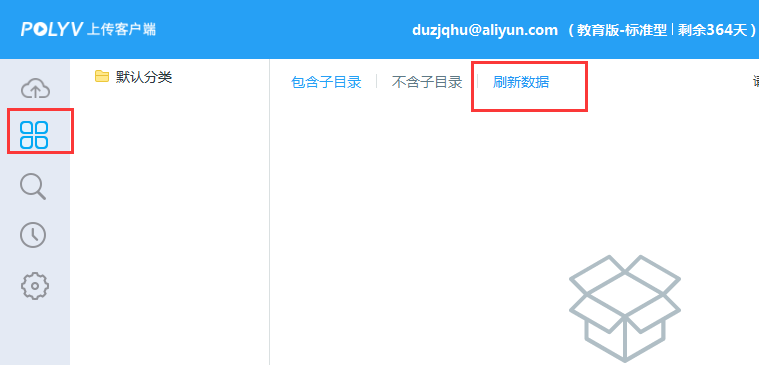 POLYV 上传客户端
duzjqhu@aliyun.com （教育版-标准型 | 剩余364天）
默认分类
包含子目录 | 不含子目录 | 刷新数据